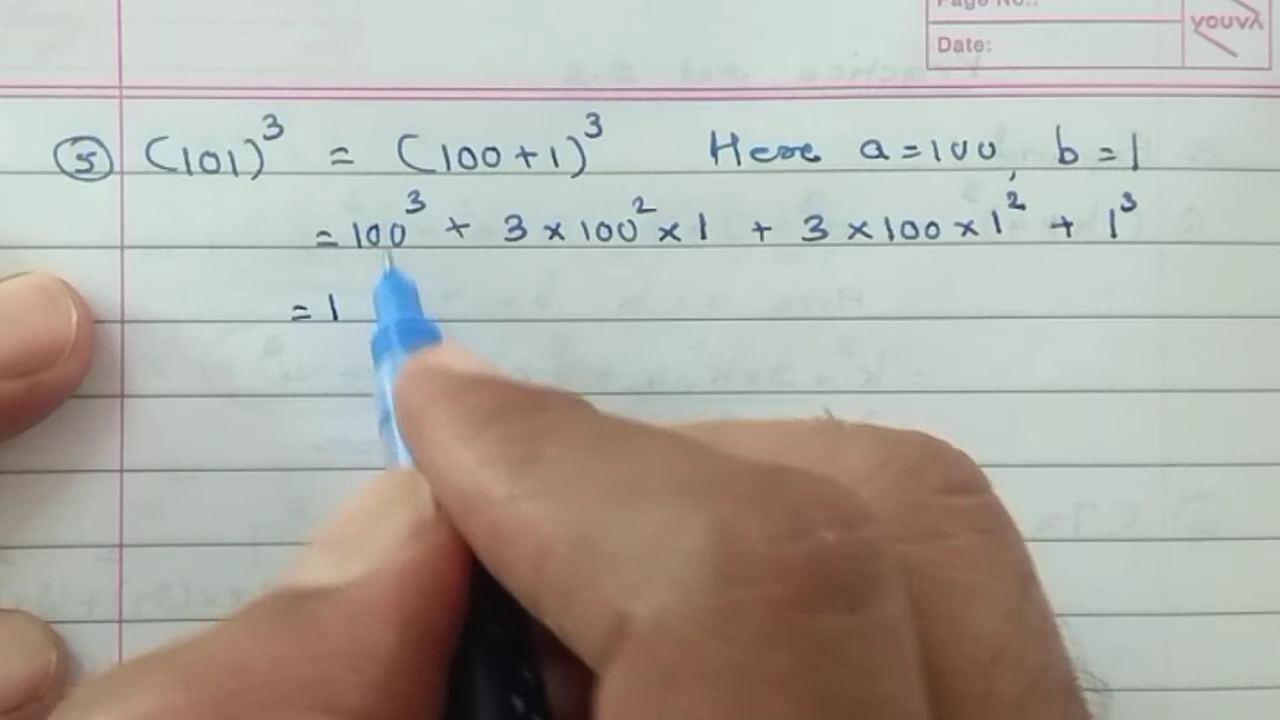 Page No.:
youva
Date:
(5) (101)³ = (100+1)³ Here a=100, b=1
= 100³ + 3×100²×1 + 3×100×1² + 1³
= 1